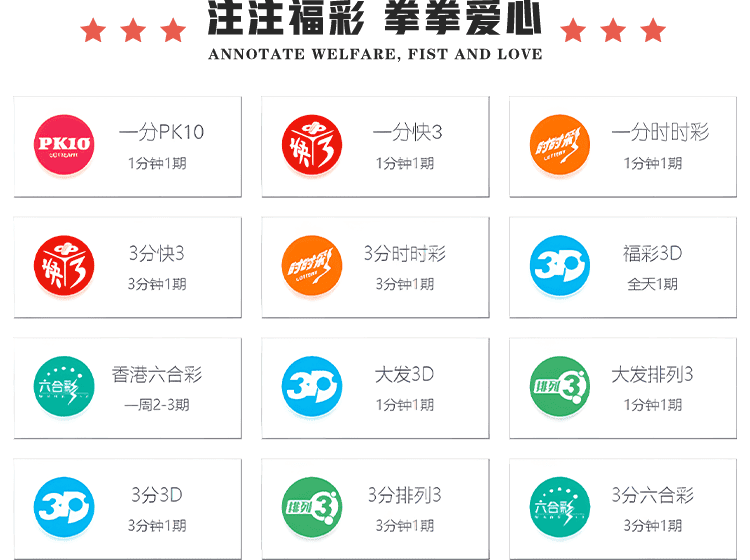 注注福彩 拳拳爱心
ANNOTATE WELFARE, FIST AND LOVE
PK10
LOTTERY
一分PK10
1分钟1期
快3
一分快3
1分钟1期
时时彩
LOTTERY
一分时时彩
1分钟1期
快3
3分快3
3分钟1期
时时彩
LOTTERY
3分时时彩
3分钟1期
3D
福彩3D
全天1期
六合彩
MARK SIX
香港六合彩
一周2-3期
3D
大发3D
1分钟1期
排列3
大发排列3
1分钟1期
3D
3分3D
3分钟1期
排列3
3分排列3
3分钟1期
六合彩
MARK SIX
3分六合彩
3分钟1期